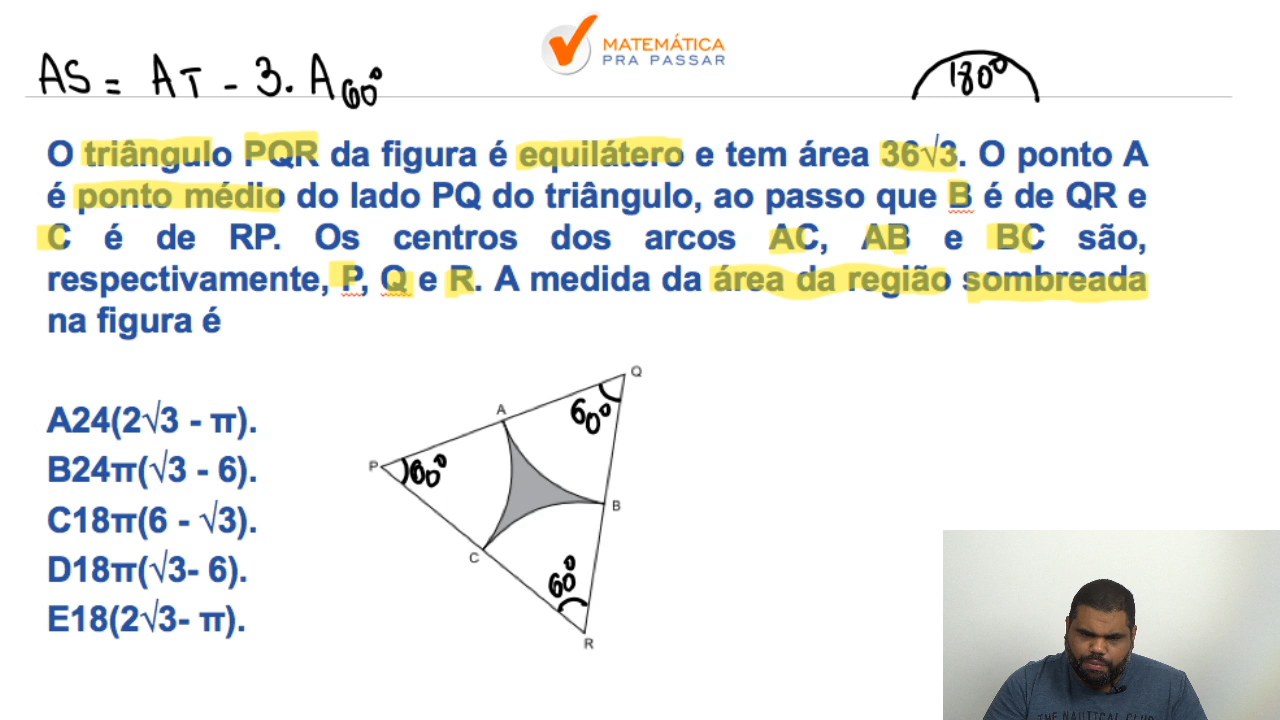 MATEMÁTICA
PRA PASSAR
AS = AT - 3. A60°
180°
O triângulo PQR da figura é equilátero e tem área 36√3. O ponto A
é ponto médio do lado PQ do triângulo, ao passo que B é de QR e
C é de RP. Os centros dos arcos AC, AB e BC são,
respectivamente, P, Q e R. A medida da área da região sombreada
na figura é
A24(2√3 - π).
B24π(√3 - 6).
C18π(6 - √3).
D18π(√3- 6).
E18(2√3- π).
Q
A
60°
P
60°
B
C
60°
R
THE NAUTICAL CLUB